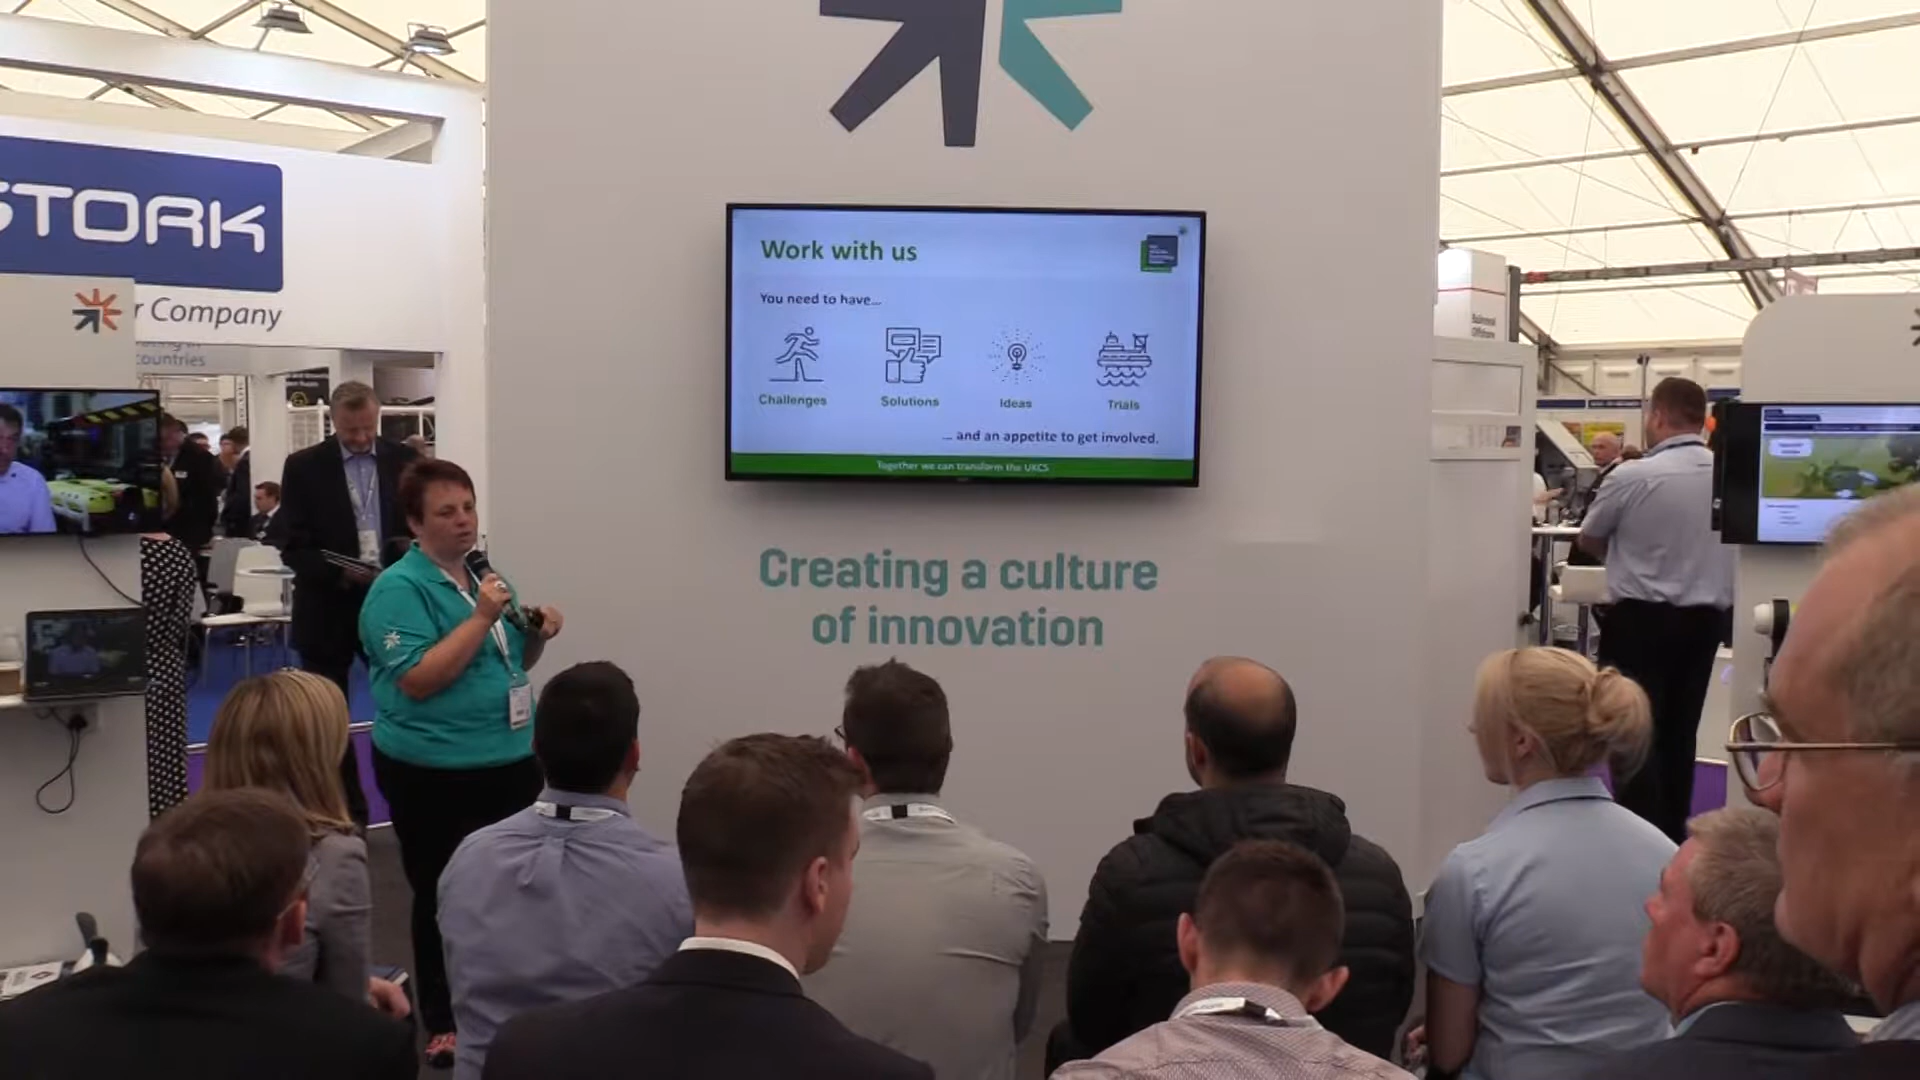 STORK
r Company
countries
Work with us
You need to have...
Challenges
Solutions
Ideas
Trials
... and an appetite to get involved.
Together we can transform the UKCS
Creating a culture
of innovation